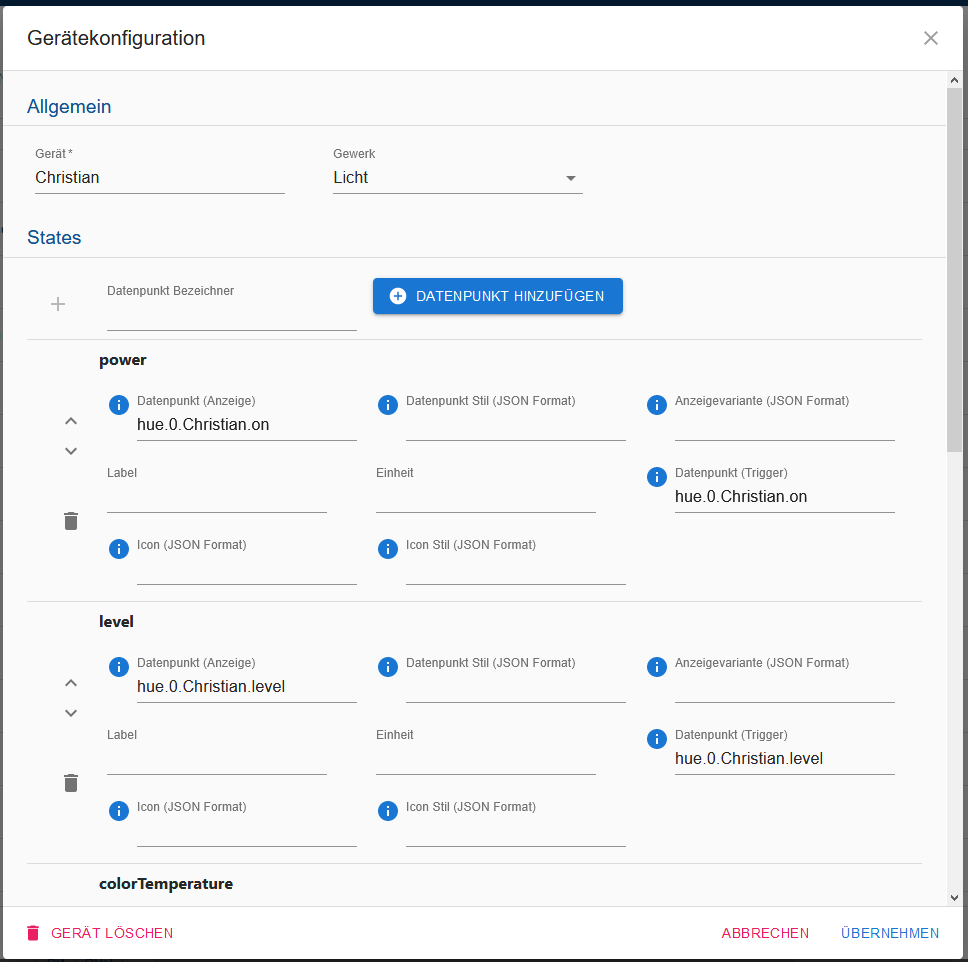 Gerätekonfiguration
Allgemein
Gerät *
Gewerk
Christian
Licht
States
Datenpunkt Bezeichner
DATENPUNKT HINZUFÜGEN
power
Datenpunkt (Anzeige)
Datenpunkt Stil (JSON Format)
Anzeigevariante (JSON Format)
hue.0.Christian.on
Label
Einheit
Datenpunkt (Trigger)
hue.0.Christian.on
Icon (JSON Format)
Icon Stil (JSON Format)
level
Datenpunkt (Anzeige)
Datenpunkt Stil (JSON Format)
Anzeigevariante (JSON Format)
hue.0.Christian.level
Label
Einheit
Datenpunkt (Trigger)
hue.0.Christian.level
Icon (JSON Format)
Icon Stil (JSON Format)
colorTemperature
GERÄT LÖSCHEN
ABBRECHEN
ÜBERNEHMEN